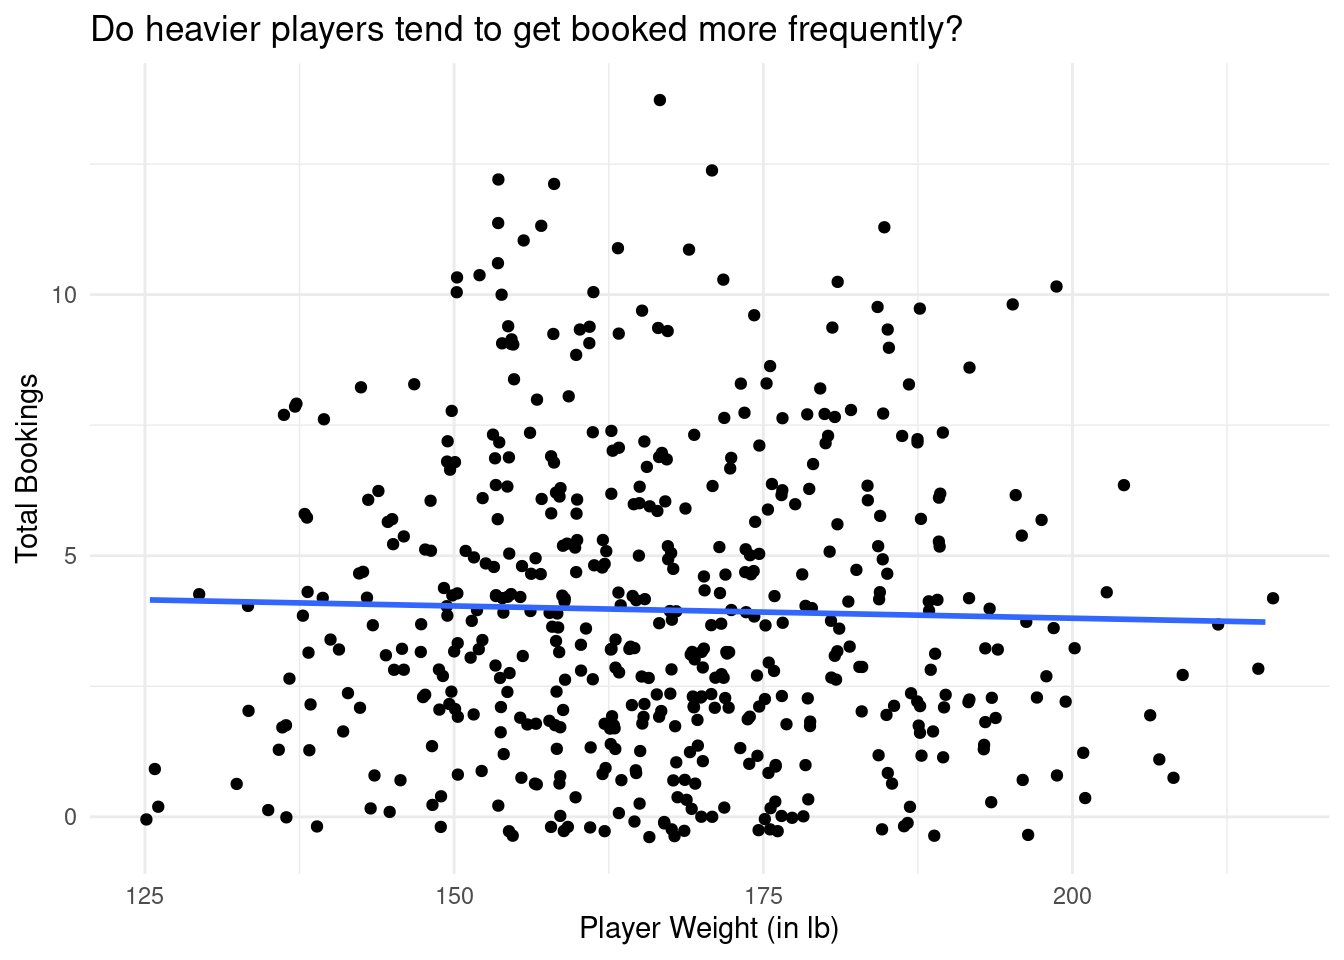 Do heavier players tend to get booked more frequently?
Total Bookings
10
5
0
125 150 175 200
Player Weight (in lb)